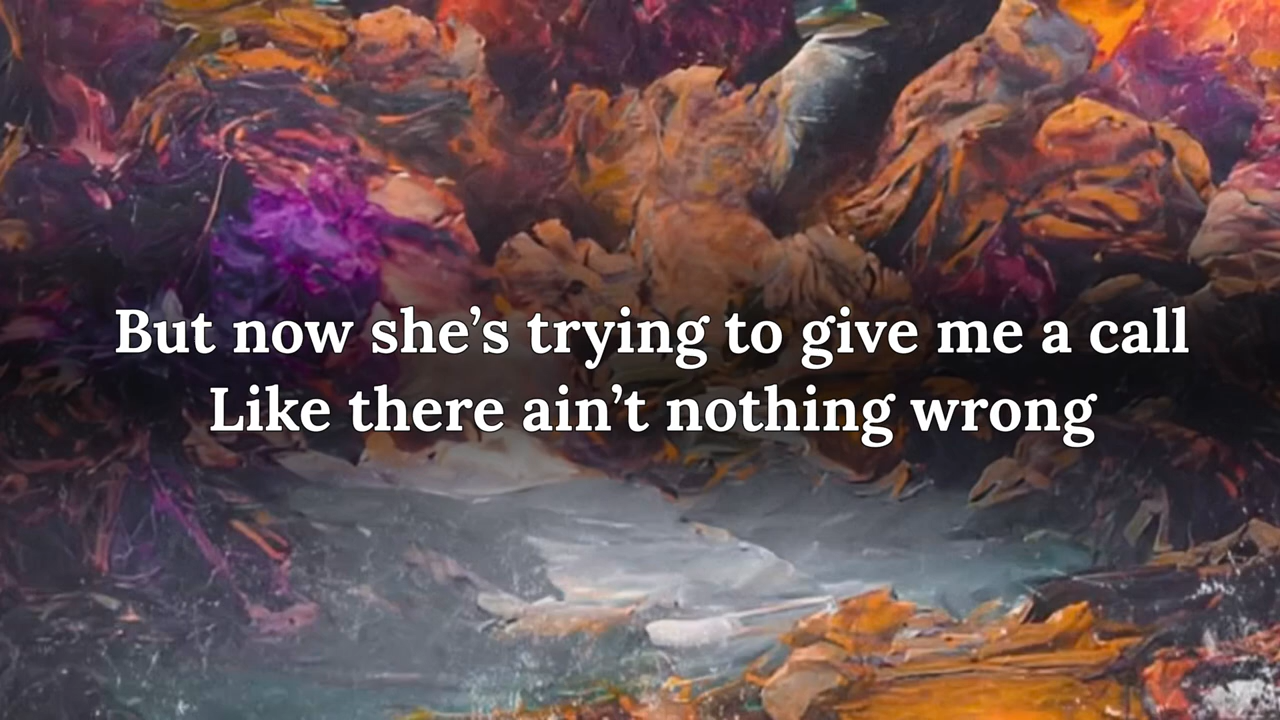 But now she’s trying to give me a call
Like there ain’t nothing wrong